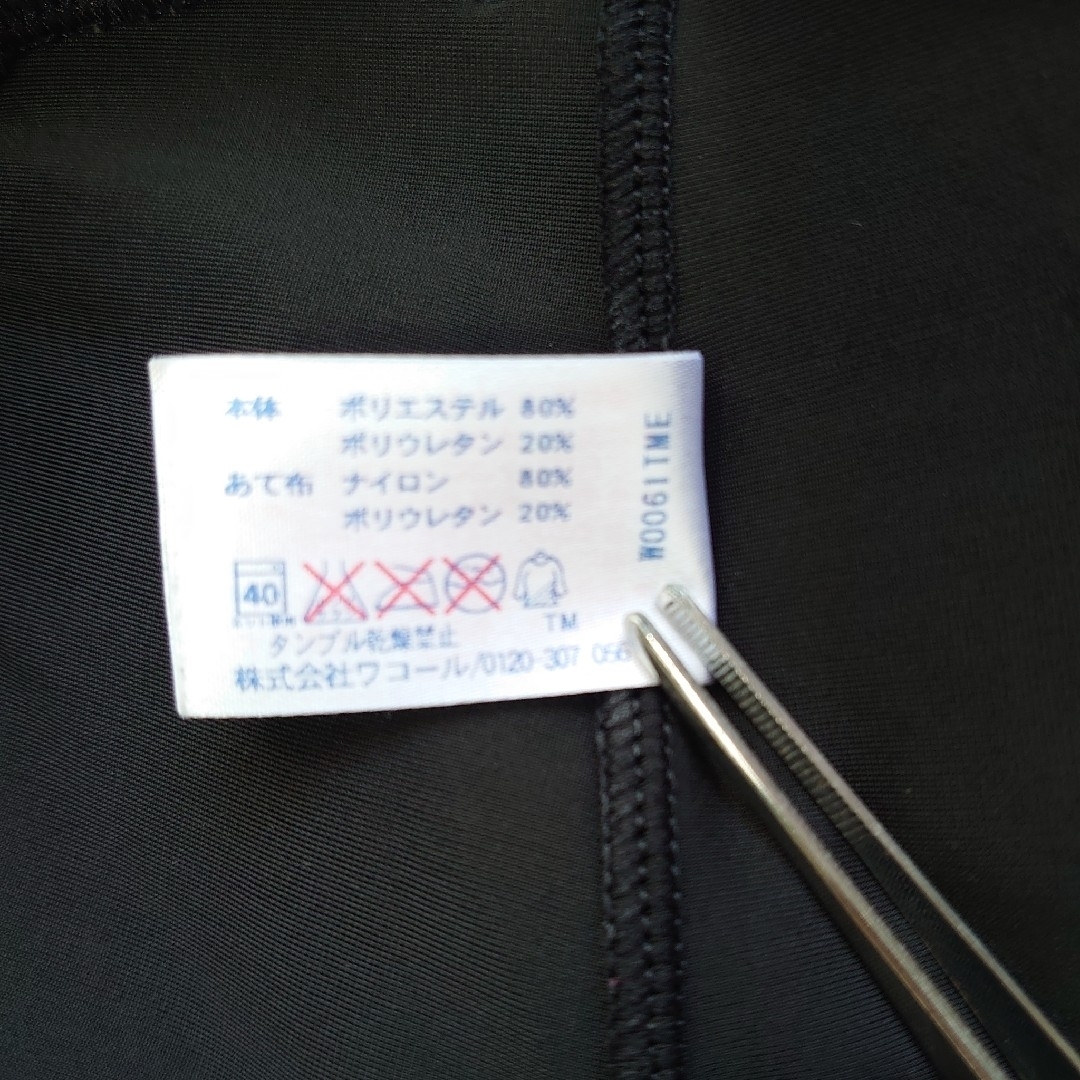 本体 ポリエステル 80%
ポリウレタン 20%
あて布 ナイロン 80%
ポリウレタン 20%
40
TM
タンブル乾燥禁止
株式会社ワコール/0120-307 056
W0061TME